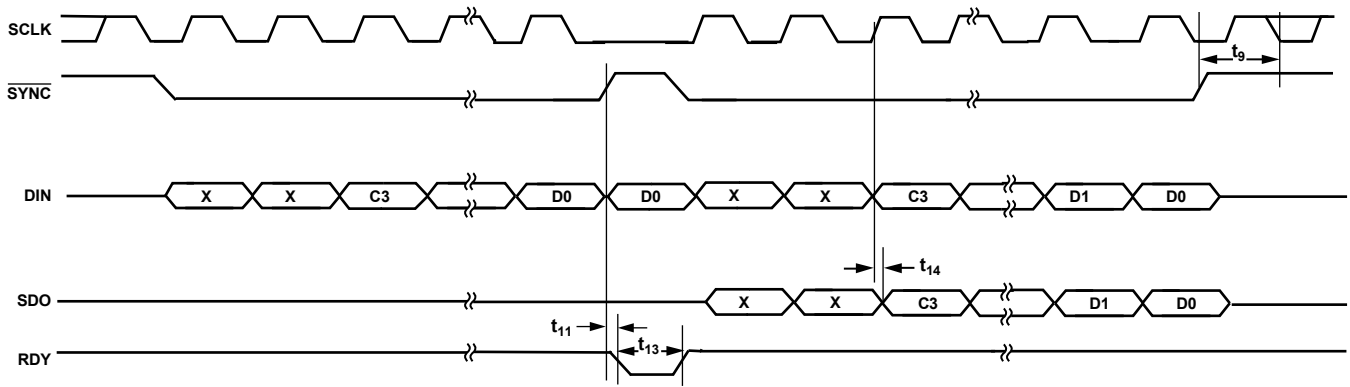 SCLK
t9
SYNC
DIN
X X C3 D0 D0 X X C3 D1 D0
t14
SDO
X X C3 D1 D0
t11
t13
RDY